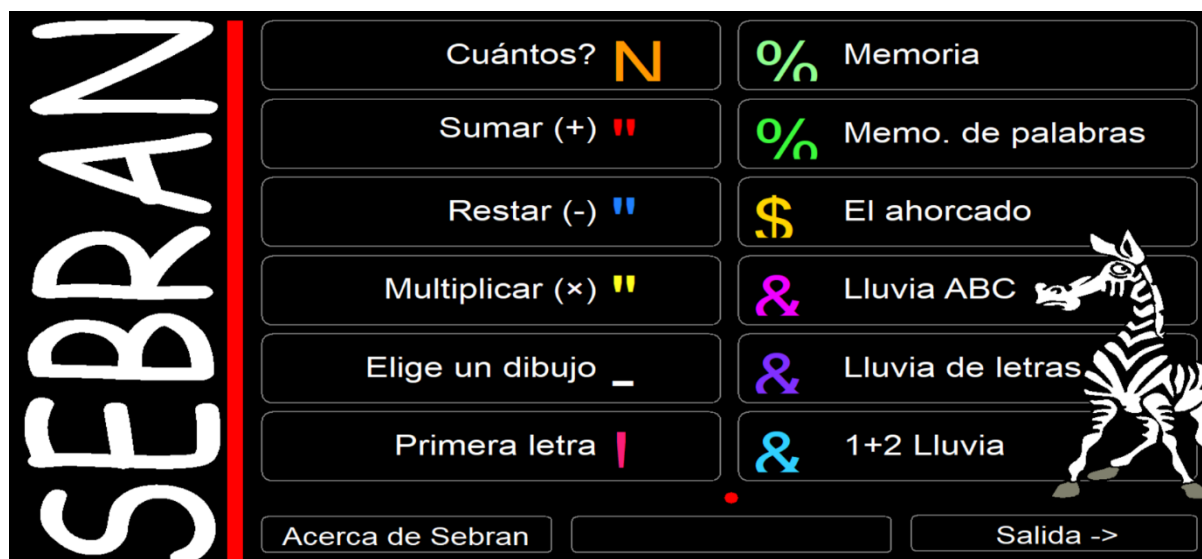 SEBRAN
Cuántos? N
Sumar (+) "
Restar (-) "
Multiplicar (×) "
Elige un dibujo _
Primera letra !
% Memoria
% Memo. de palabras
$ El ahorcado
& Lluvia ABC
& Lluvia de letras
& 1+2 Lluvia
Acerca de Sebran
Salida ->